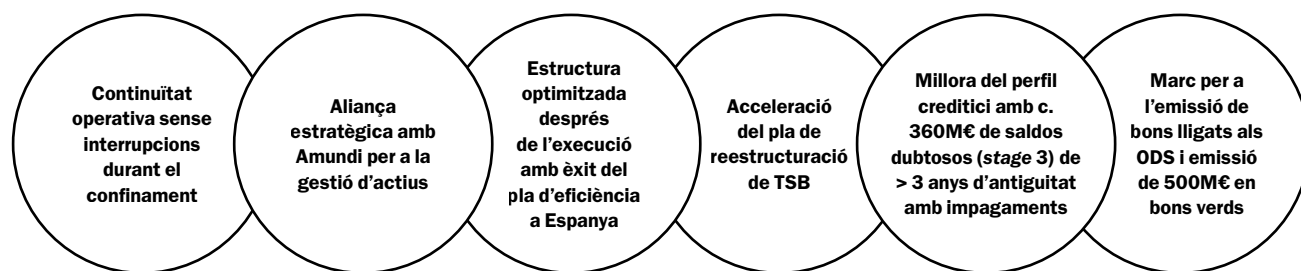 Continuïtat
operativa sense
interrupcions
durant el
confinament
Aliança
estratègica amb
Amundi per a la
gestió d'actius
Estructura
optimitzada
després
de l'execució
amb èxit del
pla d'eficiència
a Espanya
Acceleració
del pla de
reestructuració
de TSB
Millora del perfil
creditici amb c.
360M€ de saldos
dubtosos (stage 3) de
> 3 anys d'antiguitat
amb impagaments
Marc per a
l'emissió de
bons lligats als
ODS i emissió
de 500M€ en
bons verds